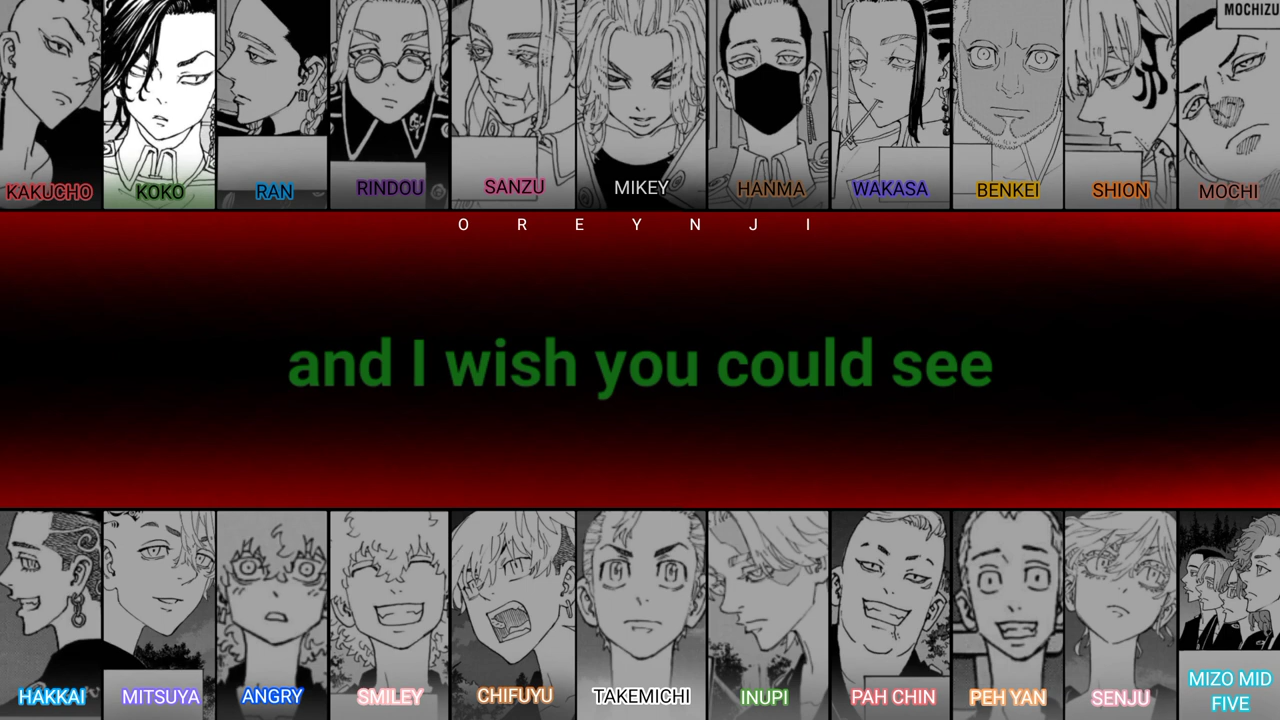 MOCHIZU
KAKUCHO
KOKO
RAN
RINDOU
SANZU
MIKEY
HANMA
WAKASA
BENKEI
SHION
MOCHI
O R E Y N J I
and I wish you could see
HAKKAI
MITSUYA
ANGRY
SMILEY
CHIFUYU
TAKEMICHI
INUPI
PAH CHIN
PEH YAN
SENJU
MIZO MID
FIVE